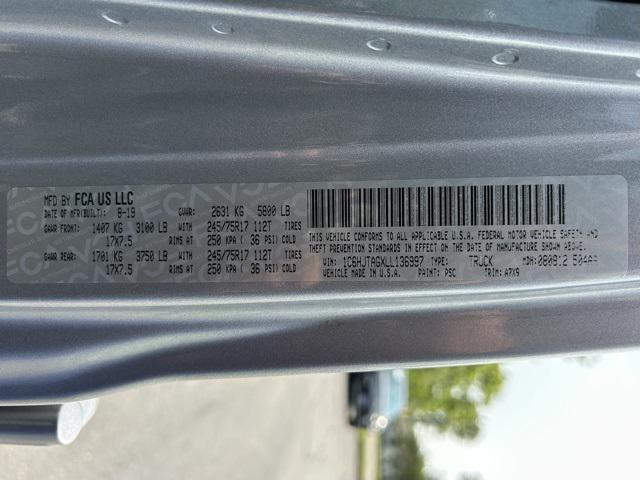 MFD BY FCA US LLC
DATE OF MFR(BUILT): 8-19 GVWR: 2631 KG 5800 LB
GAWR FRONT: 1407 KG 3100 LB WITH 245/75R17 112T TIRES
17X7.5 RIMS AT 250 KPA ( 36 PSI) COLD
GAWR REAR: 1701 KG 3750 LB WITH 245/75R17 112T TIRES
17X7.5 RIMS AT 250 KPA ( 36 PSI) COLD
THIS VEHICLE CONFORMS TO ALL APPLICABLE U.S.A. FEDERAL MOTOR VEHICLE SAFETY AND
THEFT PREVENTION STANDARDS IN EFFECT ON THE DATE OF MANUFACTURE SHOWN ABOVE.
VIN: 1C6HJTAGXLL136997 TYPE: TRUCK MDH: 080912 504AA
PAINT: PSC TRIM: A7X9